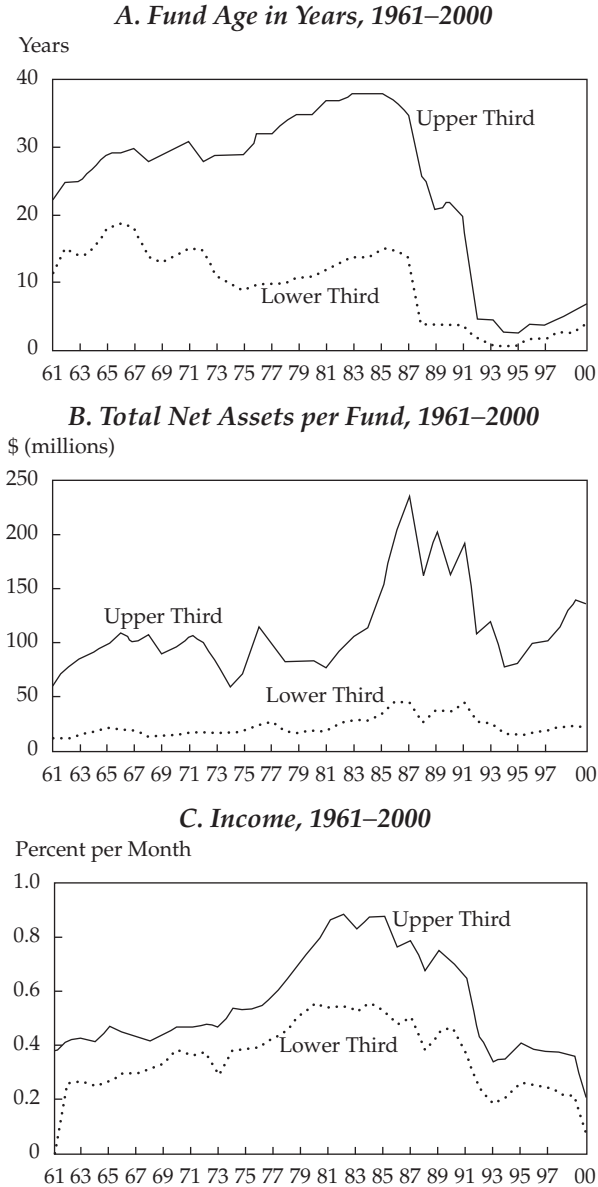 A. Fund Age in Years, 1961–2000
Years
40
Upper Third
30
20
10
Lower Third
0
61 63 65 67 69 71 73 75 77 79 81 83 85 87 89 91 93 95 97 00
B. Total Net Assets per Fund, 1961–2000
$ (millions)
250
200
150
Upper Third
100
Lower Third
50
0
61 63 65 67 69 71 73 75 77 79 81 83 85 87 89 91 93 95 97 00
C. Income, 1961–2000
Percent per Month
1.0
Upper Third
0.8
0.6
0.4
Lower Third
0.2
0
61 63 65 67 69 71 73 75 77 79 81 83 85 87 89 91 93 95 97 00